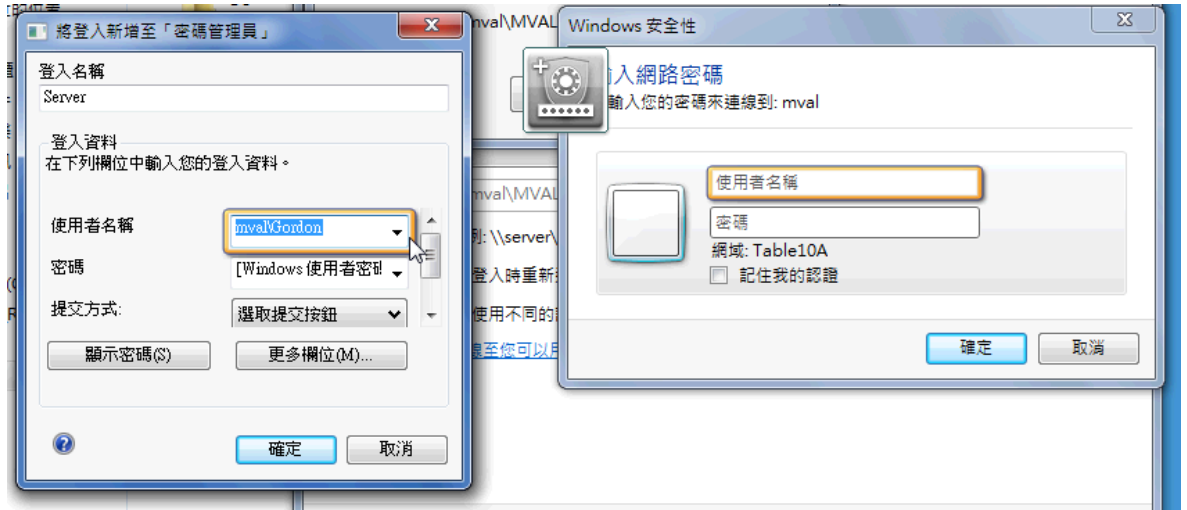 將登入新增至「密碼管理員」
登入名稱
Server
登入資料
在下列欄位中輸入您的登入資料。
使用者名稱
mval\Gordon
密碼
[Windows 使用者密
提交方式:
選取提交按鈕
顯示密碼(S)
更多欄位(M)...
確定
取消
nval\MVAL
mval\MVAL
列: \\server\
登入時重新
使用不同的
線至您可以用
Windows 安全性
入網路密碼
輸入您的密碼來連線到: mval
使用者名稱
密碼
網域: Table10A
記住我的認證
確定
取消